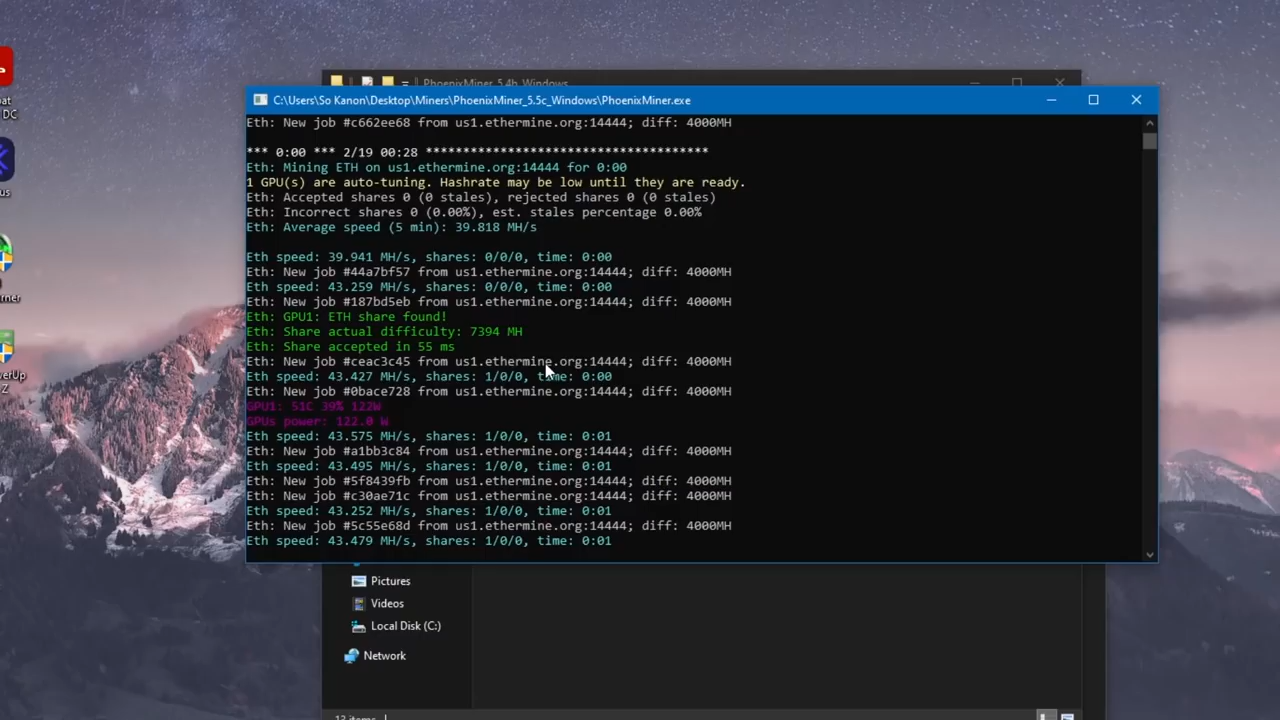 PhoenixMiner_5.4b_Windows
C:\Users\So Kanon\Desktop\Miners\PhoenixMiner_5.5c_Windows\PhoenixMiner.exe
Eth: New job #c662ee68 from us1.ethermine.org:14444; diff: 4000MH
*** 0:00 *** 2/19 00:28 **************************************
Eth: Mining ETH on us1.ethermine.org:14444 for 0:00
1 GPU(s) are auto-tuning. Hashrate may be low until they are ready.
Eth: Accepted shares 0 (0 stales), rejected shares 0 (0 stales)
Eth: Incorrect shares 0 (0.00%), est. stales percentage 0.00%
Eth: Average speed (5 min): 39.818 MH/s
Eth speed: 39.941 MH/s, shares: 0/0/0, time: 0:00
Eth: New job #44a7bf57 from us1.ethermine.org:14444; diff: 4000MH
Eth speed: 43.259 MH/s, shares: 0/0/0, time: 0:00
Eth: New job #187bd5eb from us1.ethermine.org:14444; diff: 4000MH
Eth: GPU1: ETH share found!
Eth: Share actual difficulty: 7394 MH
Eth: Share accepted in 55 ms
Eth: New job #ceac3c45 from us1.ethermine.org:14444; diff: 4000MH
Eth speed: 43.427 MH/s, shares: 1/0/0, time: 0:00
Eth: New job #0bace728 from us1.ethermine.org:14444; diff: 4000MH
GPU1: 51C 39% 122W
GPUs power: 122.0 W
Eth speed: 43.575 MH/s, shares: 1/0/0, time: 0:01
Eth: New job #a1bb3c84 from us1.ethermine.org:14444; diff: 4000MH
Eth speed: 43.495 MH/s, shares: 1/0/0, time: 0:01
Eth: New job #5f8439fb from us1.ethermine.org:14444; diff: 4000MH
Eth: New job #c30ae71c from us1.ethermine.org:14444; diff: 4000MH
Eth speed: 43.252 MH/s, shares: 1/0/0, time: 0:01
Eth: New job #5c55e68d from us1.ethermine.org:14444; diff: 4000MH
Eth speed: 43.479 MH/s, shares: 1/0/0, time: 0:01
Pictures
Videos
Local Disk (C:)
Network
13 items
DC